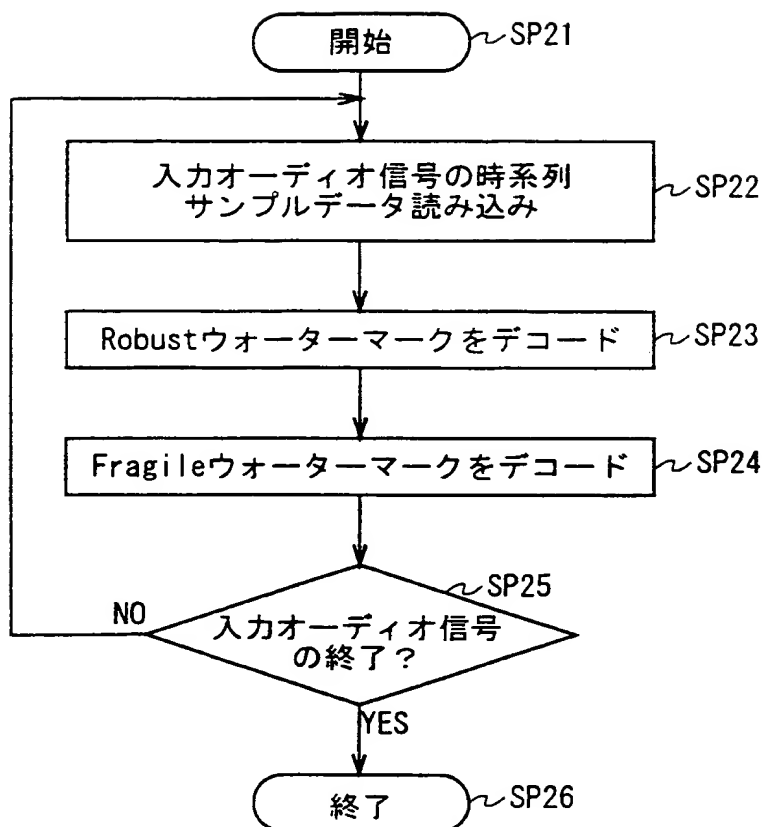 開始
SP21
入力オーディオ信号の時系列
サンプルデータ読み込み
SP22
Robustウォーターマークをデコード
SP23
Fragileウォーターマークをデコード
SP24
SP25
NO
入力オーディオ信号
の終了？
YES
終了
SP26